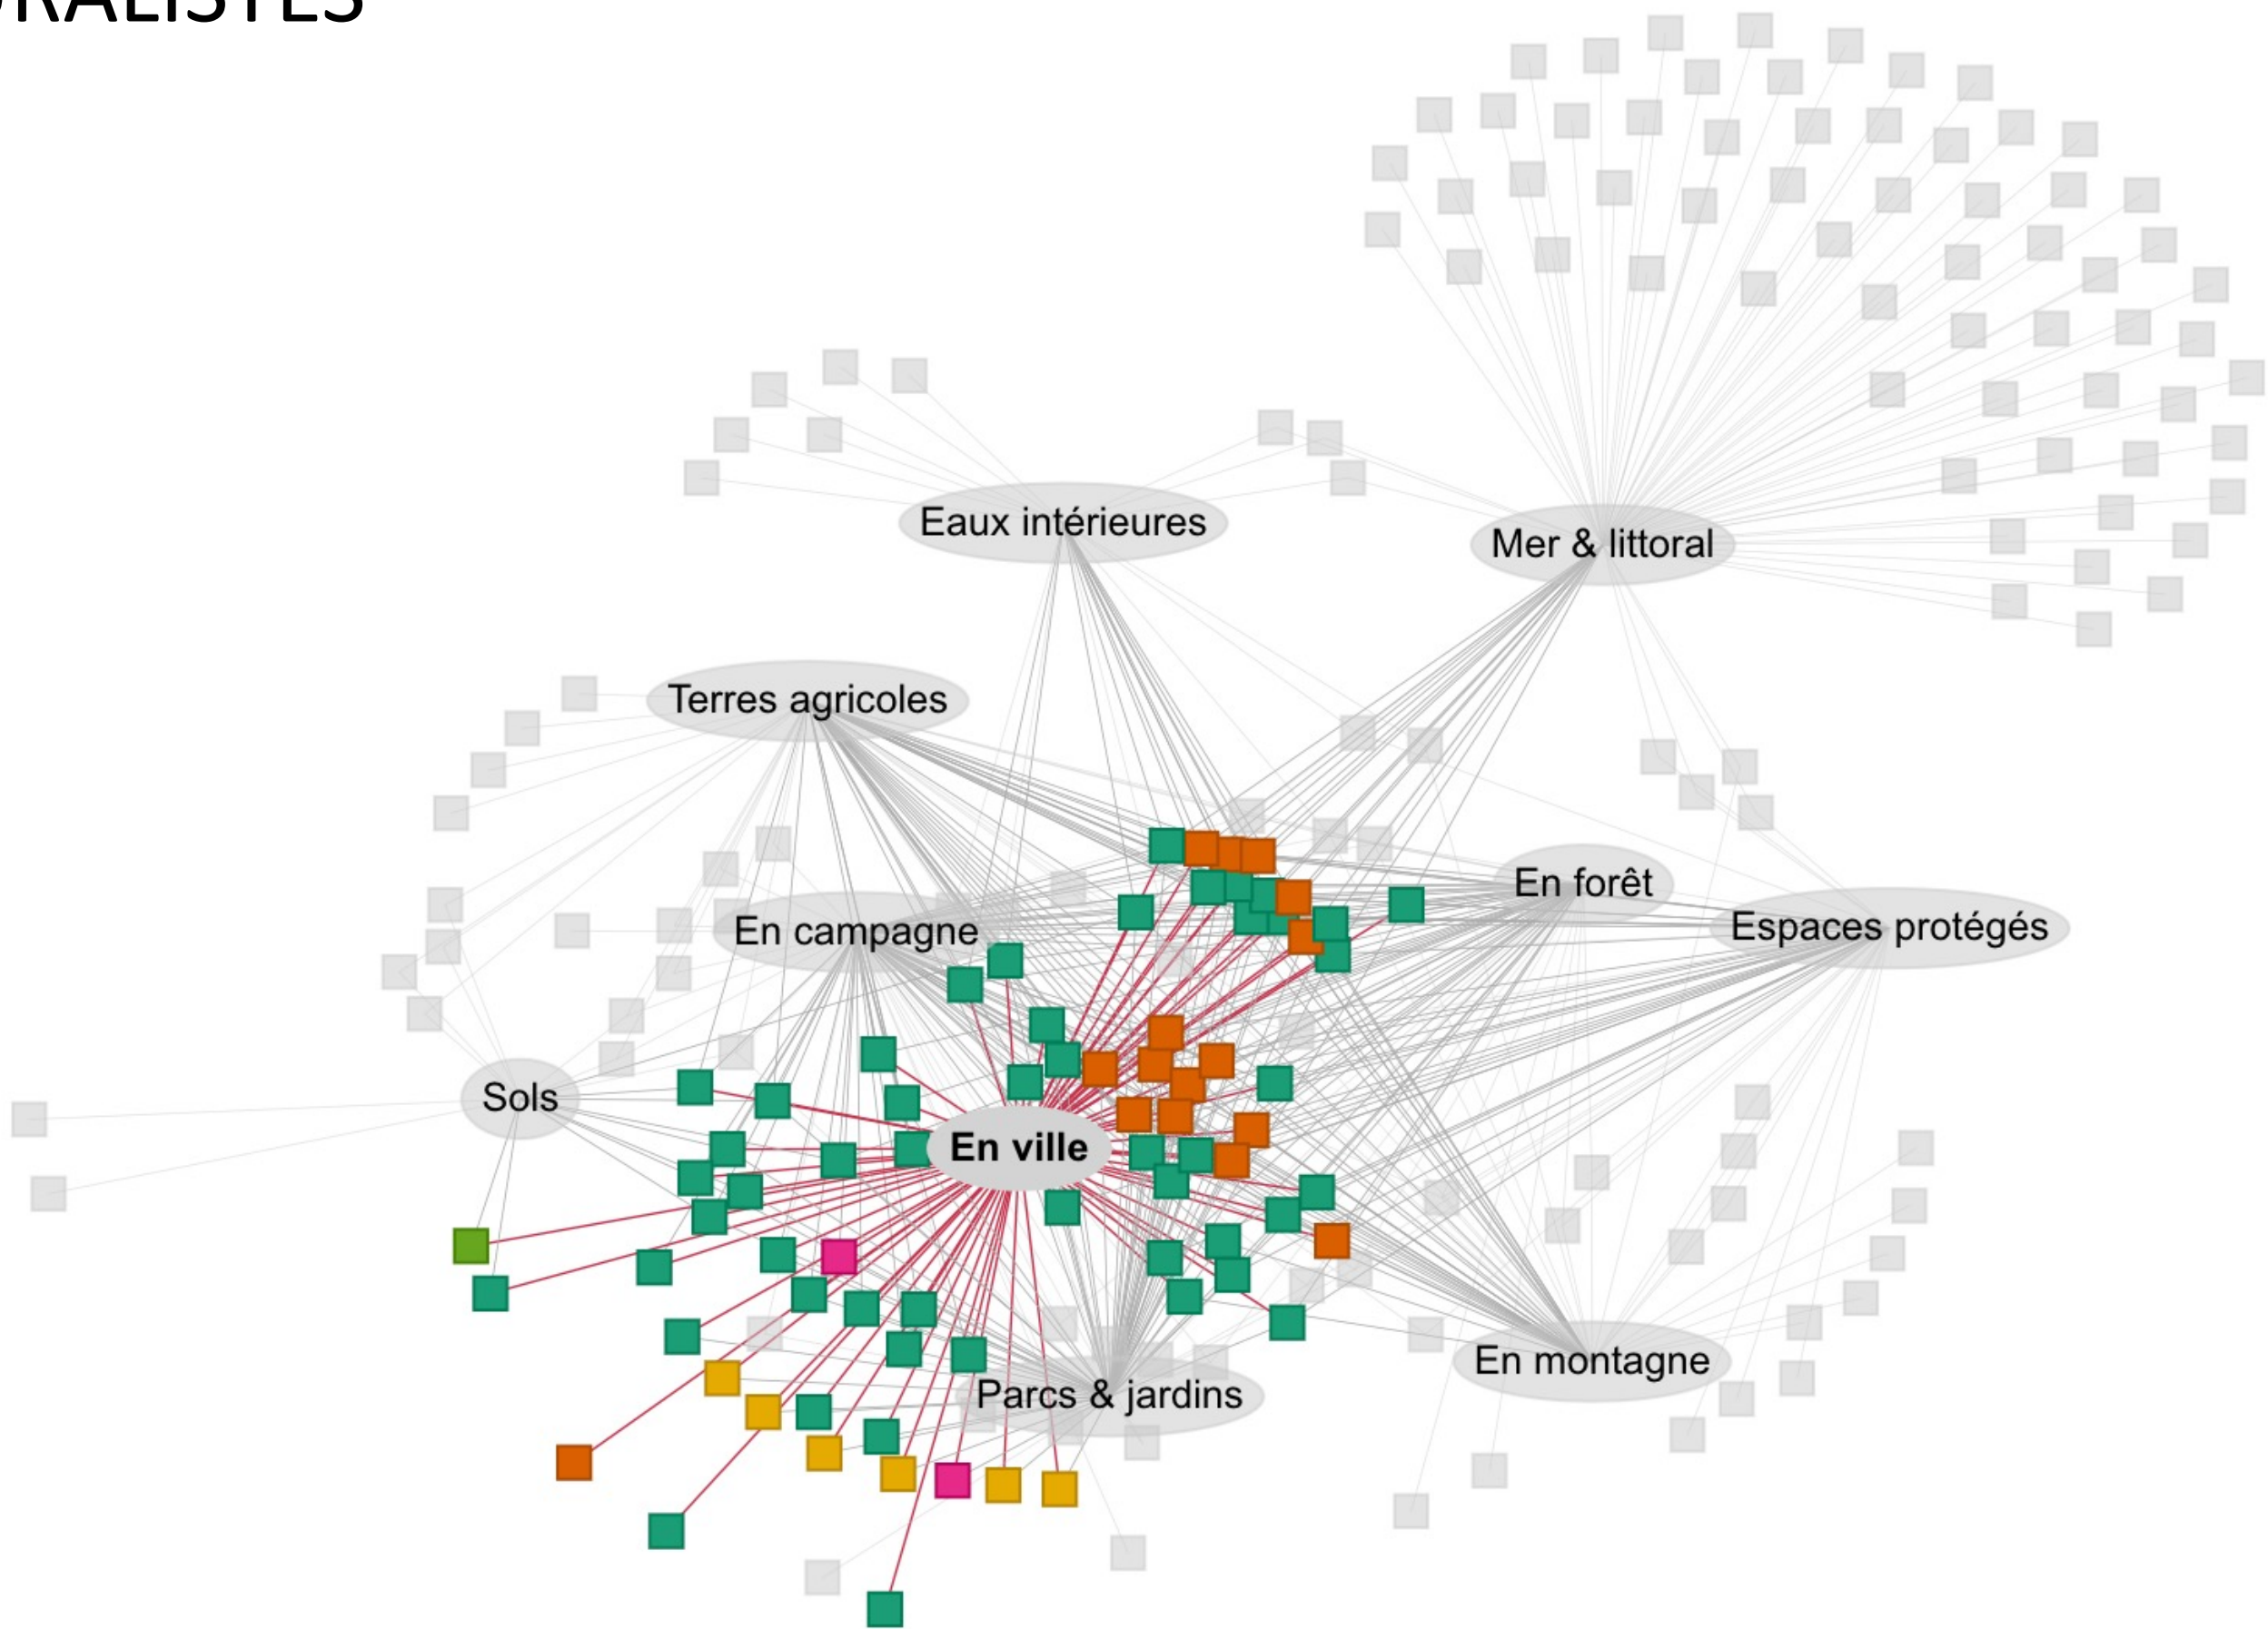 ORALISTES
Eaux intérieures
Mer & littoral
Terres agricoles
En forêt
En campagne
Espaces protégés
Sols
En ville
En montagne
Parcs & jardins